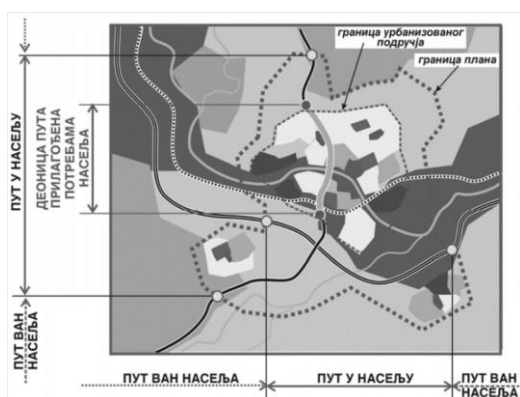 граница урбанизованог
подручја
граница плана
ПУТ У НАСЕЉУ
ДЕОНИЦА ПУТА
ПРИЛАГОЂЕНА
ПОТРЕБАМА
НАСЕЉА
ПУТ ВАН
НАСЕЉА
ПУТ ВАН НАСЕЉА
ПУТ У НАСЕЉУ
ПУТ ВАН
НАСЕЉА